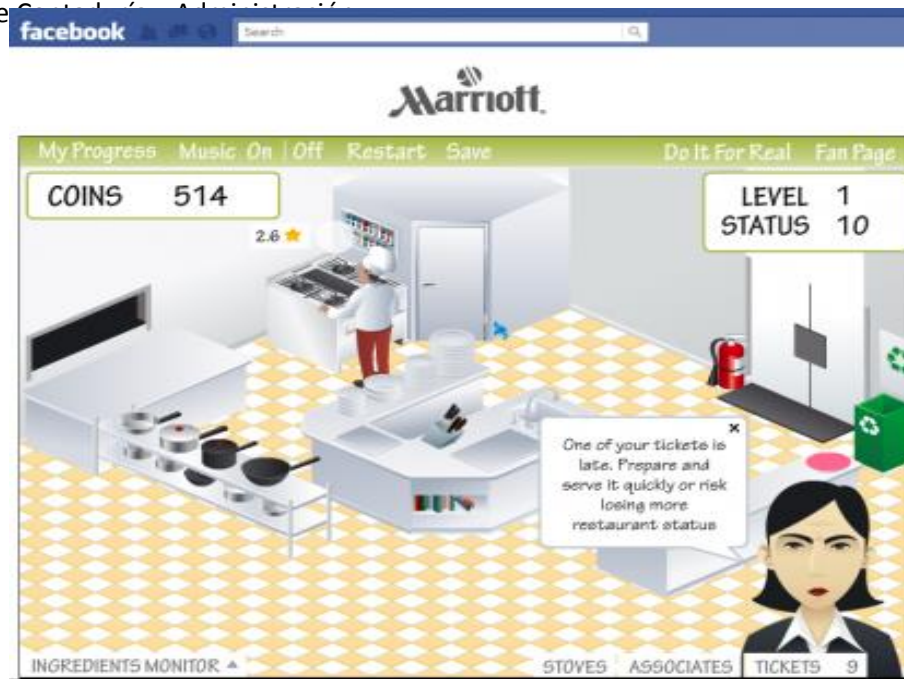 facebook Search
Marriott
My Progress Music On | Off Restart Save Do It For Real Fan Page
COINS 514
LEVEL 1
STATUS 10
2.6
One of your tickets is
late. Prepare and
serve it quickly or risk
losing more
restaurant status
INGREDIENTS MONITOR STOVES ASSOCIATES TICKETS 9